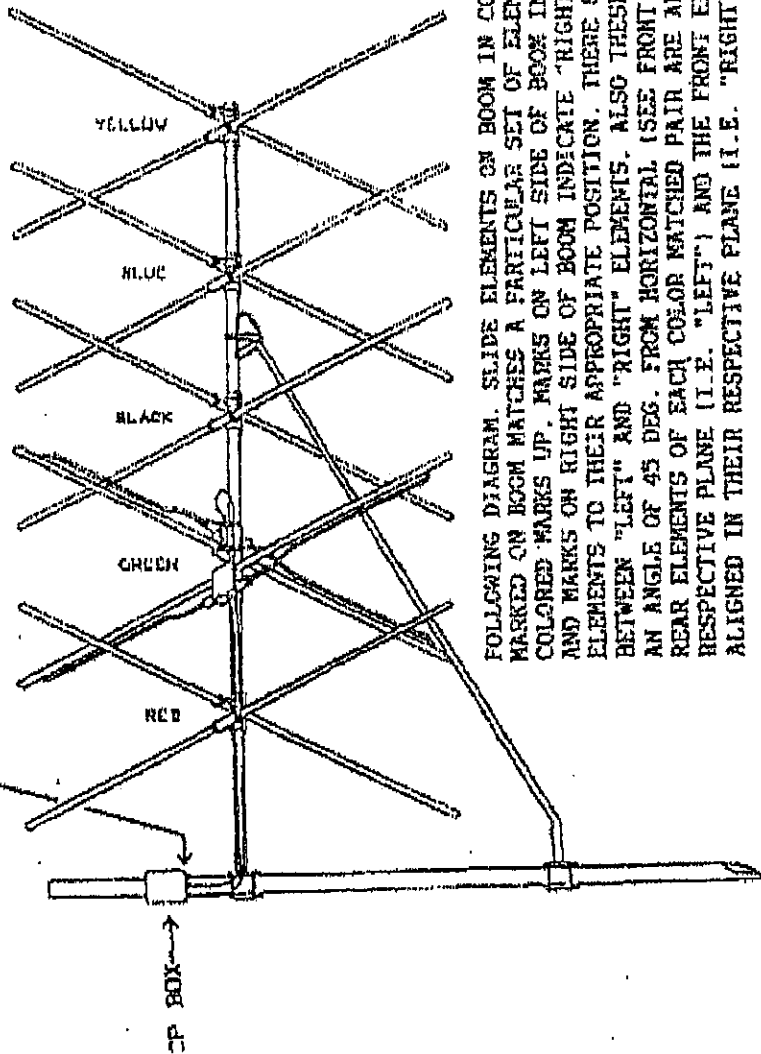 YELLOW
BLUE
BLACK
GREEN
RED
CP BOX→
FOLLOWING DIAGRAM. SLIDE ELEMENTS ON BOOM IN CO
MARKED ON BOOM MATCHES A PARTICULAR SET OF ELEM
COLORED MARKS UP. MARKS ON LEFT SIDE OF BOOM IN
AND MARKS ON RIGHT SIDE OF BOOM INDICATE "RIGHT
ELEMENTS TO THEIR APPROPRIATE POSITION. THERE S
BETWEEN "LEFT" AND "RIGHT" ELEMENTS. ALSO THESE
AN ANGLE OF 45 DEG. FROM HORIZONTAL (SEE FRONT
REAR ELEMENTS OF EACH COLOR MATCHED PAIR ARE
RESPECTIVE PLANE (I.E. "LEFT") AND THE FRONT
ALIGNED IN THEIR RESPECTIVE PLANE (I.E. "RIGHT